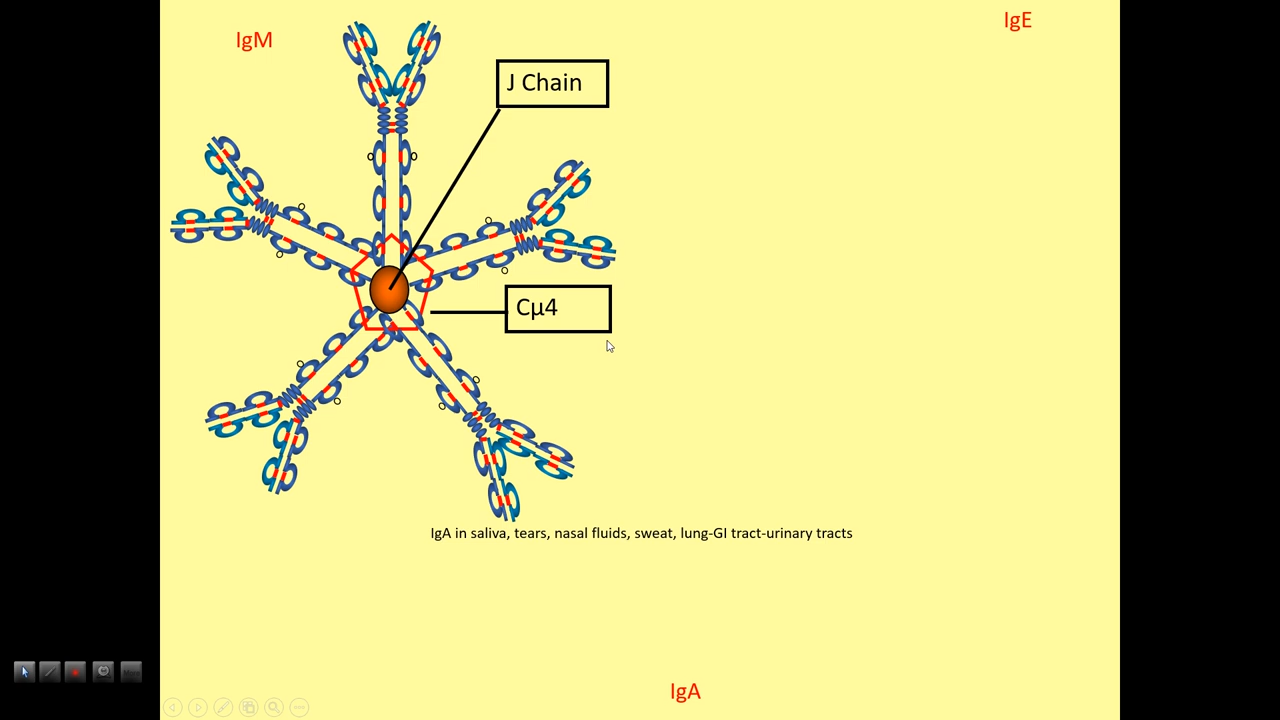 IgE
IgM
J Chain
Cµ4
IgA in saliva, tears, nasal fluids, sweat, lung-GI tract-urinary tracts
IgA